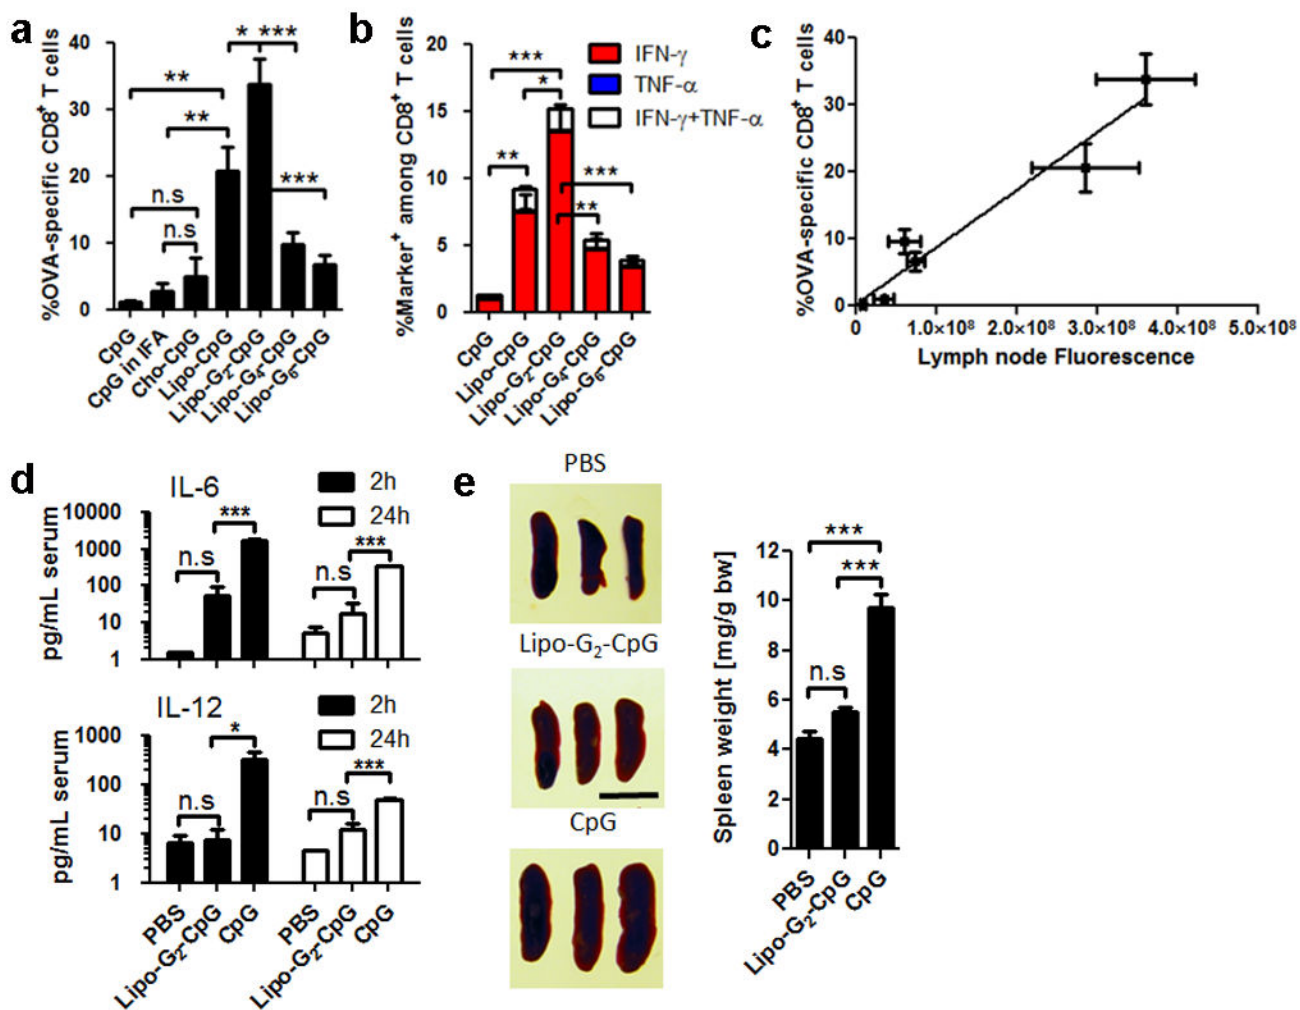 a
%OVA-specific CD8⁺ T cells
40
30
20
10
0
* ***
**
**
n.s
n.s
***
CpG
CpG in IFA
Cho-CpG
Lipo-CpG
Lipo-G₂-CpG
Lipo-G₄-CpG
Lipo-G₆-CpG
b
%Marker⁺ among CD8⁺ T cells
20
15
10
5
0
***
*
**
***
**
IFN-γ
TNF-α
IFN-γ+TNF-α
CpG
Lipo-CpG
Lipo-G₂-CpG
Lipo-G₄-CpG
Lipo-G₆-CpG
c
%OVA-specific CD8⁺ T cells
40
30
20
10
0
0 1.0×10⁸ 2.0×10⁸ 3.0×10⁸ 4.0×10⁸ 5.0×10⁸
Lymph node Fluorescence
d
IL-6
2h
24h
pg/mL serum
10000
1000
100
10
1
n.s
***
n.s
***
IL-12
2h
24h
pg/mL serum
1000
100
10
1
n.s
*
n.s
***
PBS
Lipo-G₂-CpG
CpG
PBS
Lipo-G₂-CpG
CpG
e
PBS
Lipo-G₂-CpG
CpG
Spleen weight [mg/g bw]
12
10
8
6
4
2
0
***
***
n.s
PBS
Lipo-G₂-CpG
CpG